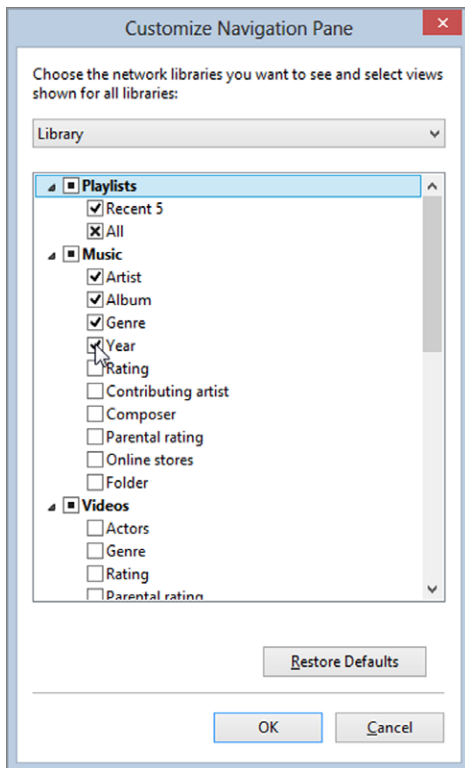 Customize Navigation Pane
Choose the network libraries you want to see and select views
shown for all libraries:
Library
Playlists
Recent 5
All
Music
Artist
Album
Genre
Year
Rating
Contributing artist
Composer
Parental rating
Online stores
Folder
Videos
Actors
Genre
Rating
Parental rating
Restore Defaults
OK
Cancel